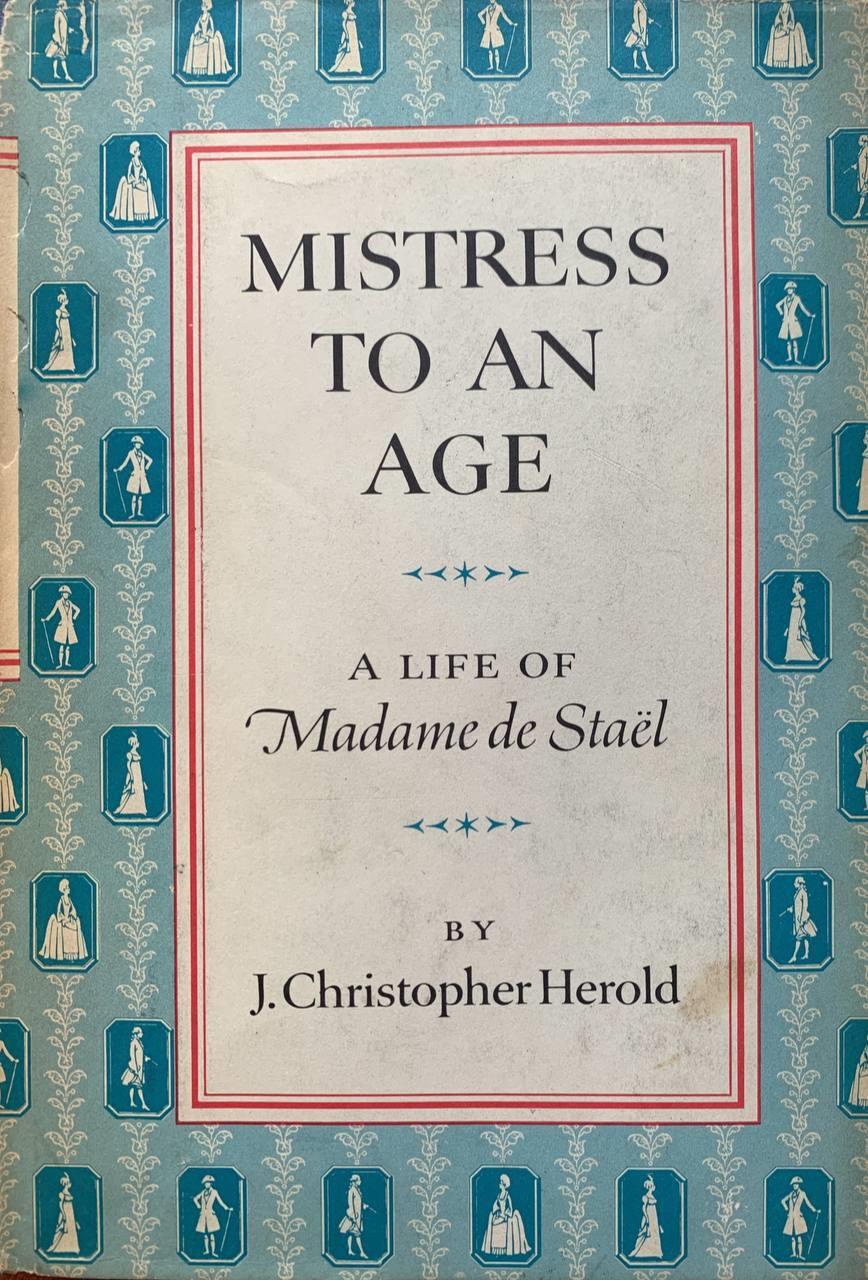 MISTRESS
TO AN
AGE
A LIFE OF
Madame de Staël
BY
J. Christopher Herold